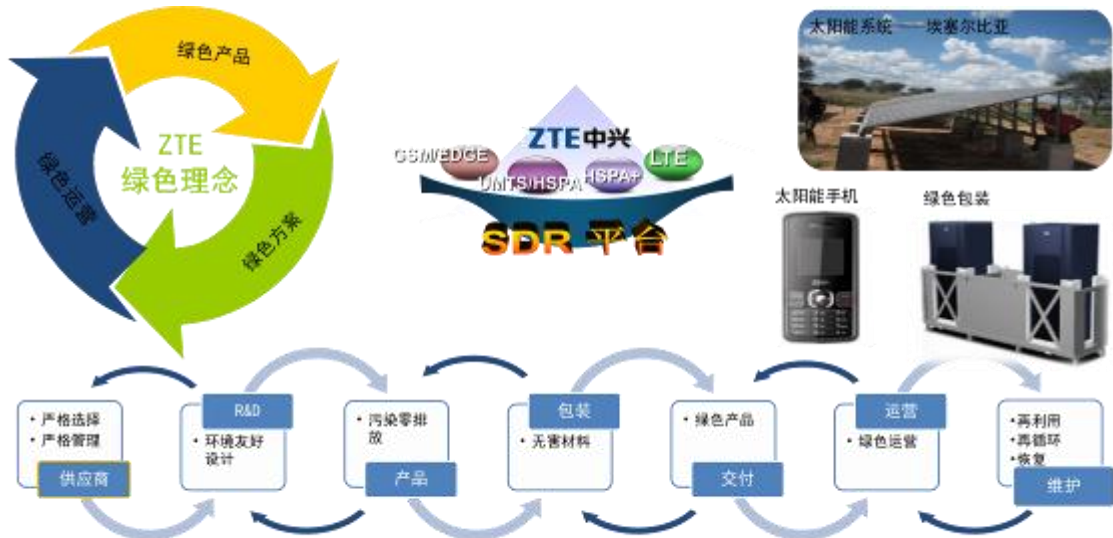 绿色产品
ZTE
绿色理念
绿色运营
绿色方案
ZTE中兴
GSM/EDGE
UMTS/HSPA
HSPA+
LTE
SDR 平台
太阳能系统——埃塞尔比亚
太阳能手机
绿色包装
• 严格选择
• 严格管理
供应商
R&D
• 环境友好
设计
• 污染零排
放
产品
包装
• 无害材料
• 绿色产品
交付
运营
• 绿色运营
•再利用
•再循环
•恢复
维护